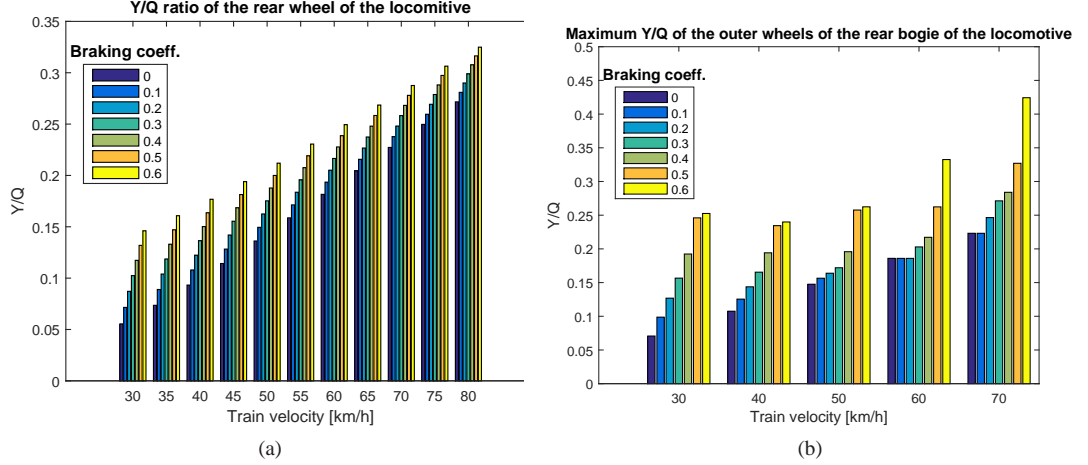 Y/Q ratio of the rear wheel of the locomitive
0.35
0.3
0.25
0.2
0.15
0.1
0.05
0
Y/Q
Braking coeff.
0
0.1
0.2
0.3
0.4
0.5
0.6
30 35 40 45 50 55 60 65 70 75 80
Train velocity [km/h]
(a)
Maximum Y/Q of the outer wheels of the rear bogie of the locomotive
0.5
0.45
0.4
0.35
0.3
0.25
0.2
0.15
0.1
0.05
0
Y/Q
Braking coeff.
0
0.1
0.2
0.3
0.4
0.5
0.6
30 40 50 60 70
Train velocity [km/h]
(b)